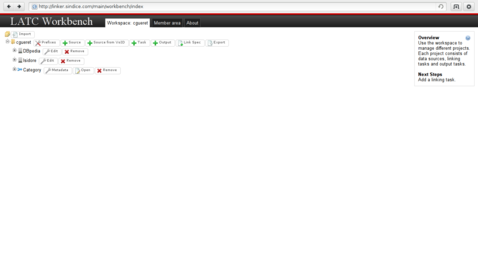 http://linker.sindice.com/main/workbench/index
LATC Workbench
Workspace: cgueret Member area About
Import
cgueret Prefixes Source Source from VoID Task Output Link Spec Export
DBpedia Edit Remove
Isidore Edit Remove
Category Metadata Open Remove
Overview
Use the workspace to
manage different projects.
Each project consists of
data sources, linking
tasks and output tasks.
Next Steps
Add a linking task.